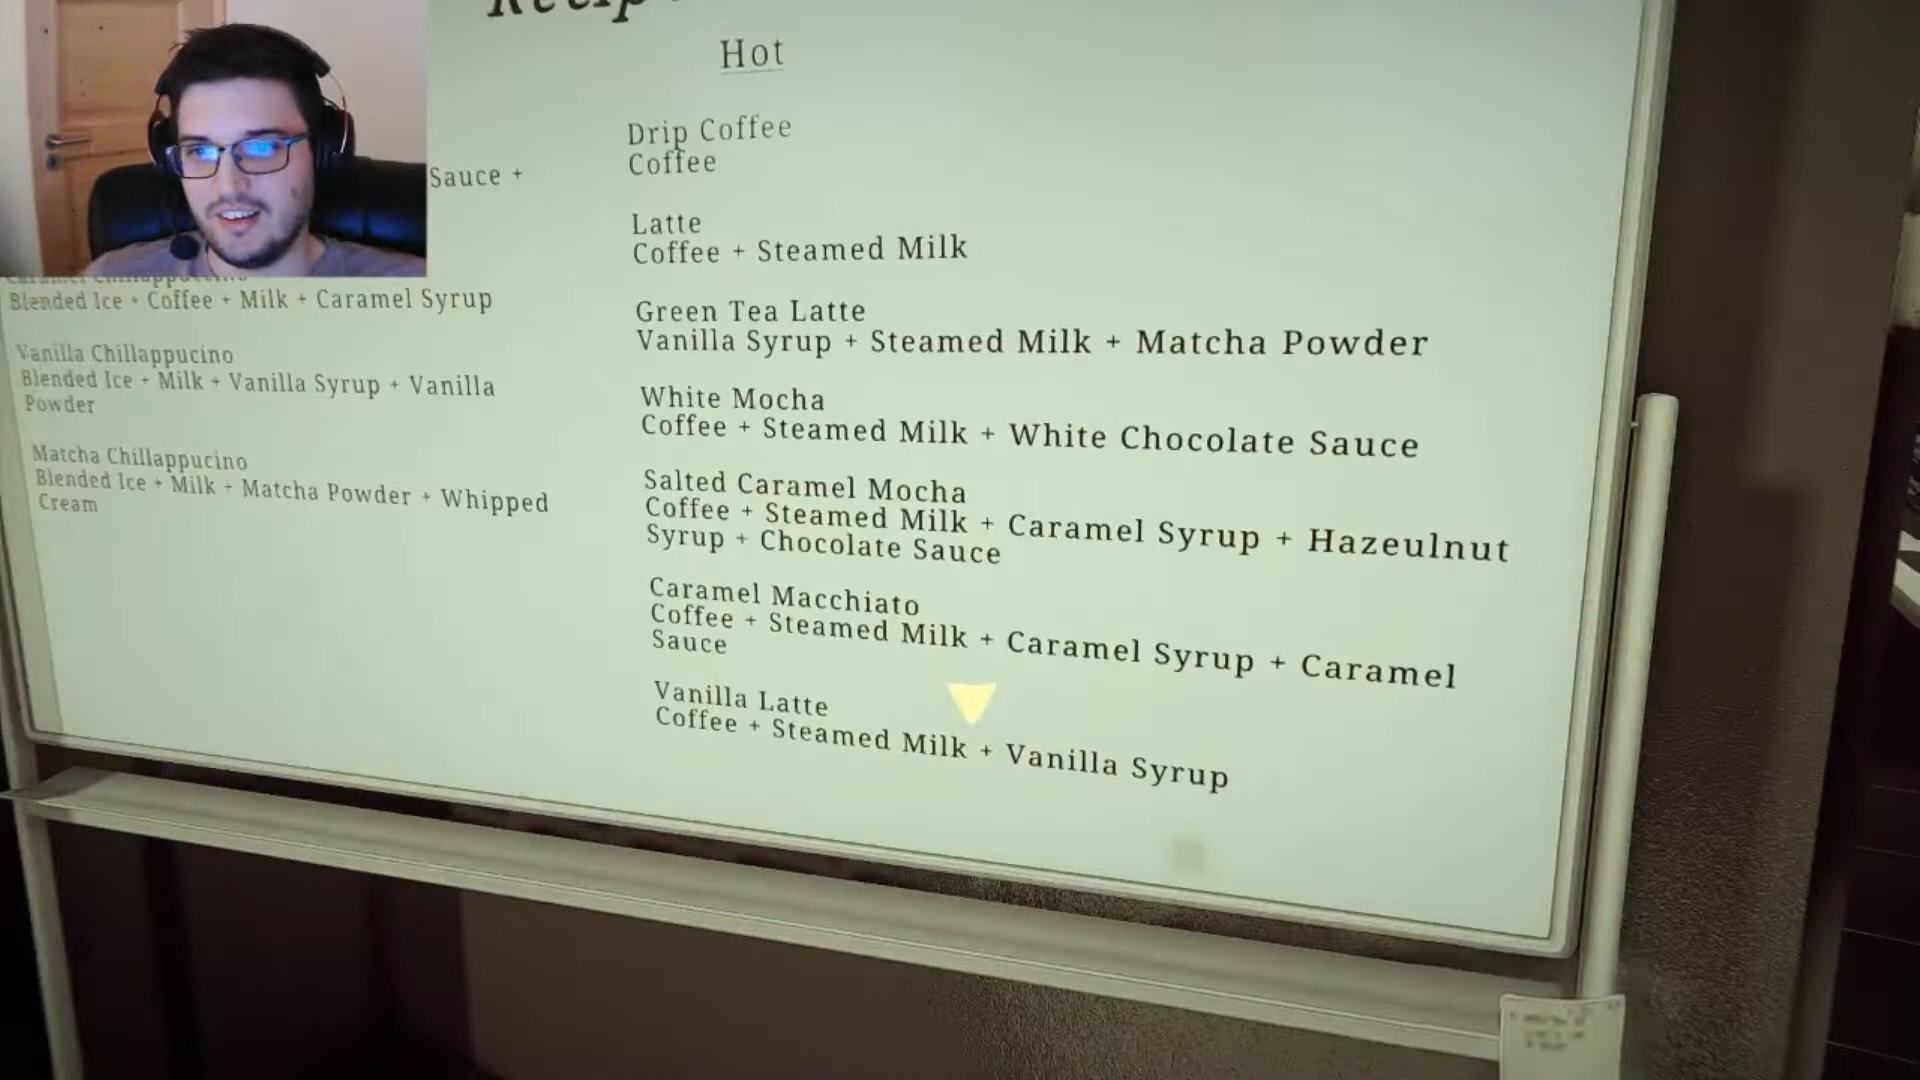 Hot
Sauce +
Blended Ice + Coffee + Milk + Caramel Syrup
Vanilla Chillappucino
Blended Ice + Milk + Vanilla Syrup + Vanilla
Powder
Matcha Chillappucino
Blended Ice + Milk + Matcha Powder + Whipped
Cream
Drip Coffee
Coffee
Latte
Coffee + Steamed Milk
Green Tea Latte
Vanilla Syrup + Steamed Milk + Matcha Powder
White Mocha
Coffee + Steamed Milk + White Chocolate Sauce
Salted Caramel Mocha
Coffee + Steamed Milk + Caramel Syrup + Hazeulnut
Syrup + Chocolate Sauce
Caramel Macchiato
Coffee + Steamed Milk + Caramel Syrup + Caramel
Sauce
Vanilla Latte
Coffee + Steamed Milk + Vanilla Syrup